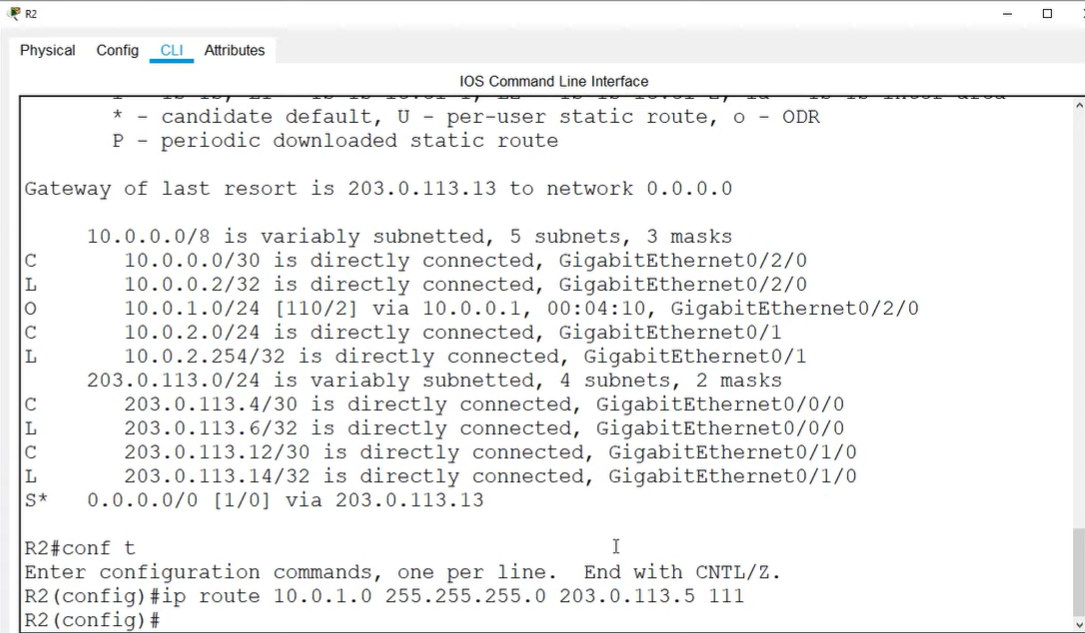 R2
Physical Config CLI Attributes
IOS Command Line Interface
* - candidate default, U - per-user static route, o - ODR
P - periodic downloaded static route
Gateway of last resort is 203.0.113.13 to network 0.0.0.0
10.0.0.0/8 is variably subnetted, 5 subnets, 3 masks
C 10.0.0.0/30 is directly connected, GigabitEthernet0/2/0
L 10.0.0.2/32 is directly connected, GigabitEthernet0/2/0
O 10.0.1.0/24 [110/2] via 10.0.0.1, 00:04:10, GigabitEthernet0/2/0
C 10.0.2.0/24 is directly connected, GigabitEthernet0/1
L 10.0.2.254/32 is directly connected, GigabitEthernet0/1
203.0.113.0/24 is variably subnetted, 4 subnets, 2 masks
C 203.0.113.4/30 is directly connected, GigabitEthernet0/0/0
L 203.0.113.6/32 is directly connected, GigabitEthernet0/0/0
C 203.0.113.12/30 is directly connected, GigabitEthernet0/1/0
L 203.0.113.14/32 is directly connected, GigabitEthernet0/1/0
S* 0.0.0.0/0 [1/0] via 203.0.113.13
R2#conf t
Enter configuration commands, one per line. End with CNTL/Z.
R2(config)#ip route 10.0.1.0 255.255.255.0 203.0.113.5 111
R2(config)#